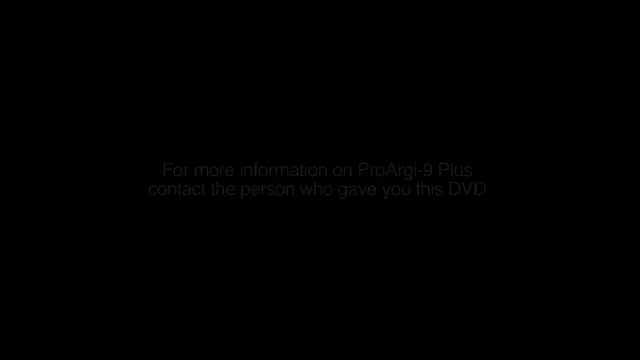 For more information on ProArgi-9 Plus
contact the person who gave you this DVD.